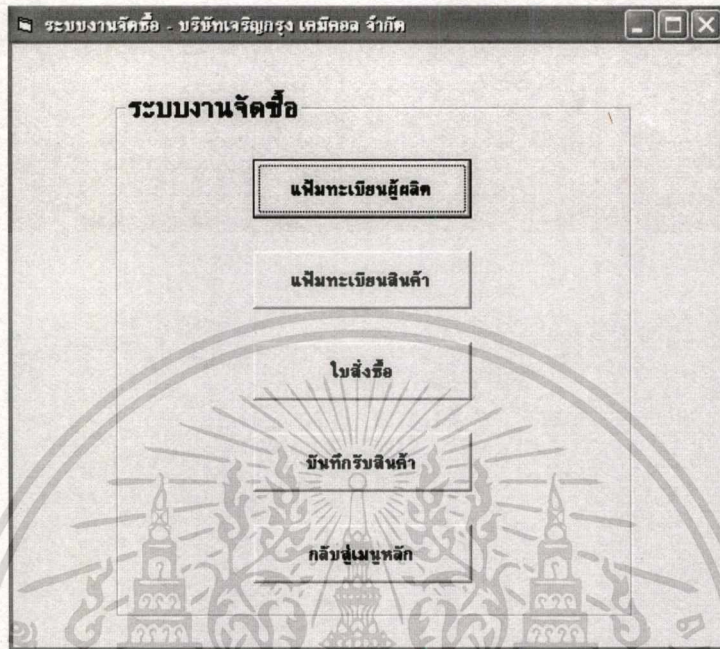 ระบบงานจัดซื้อ - บริษัทเจริญกรุง เคมีคอล จำกัด
ระบบงานจัดซื้อ
แฟ้มทะเบียนผู้ผลิต
แฟ้มทะเบียนสินค้า
ใบสั่งซื้อ
บันทึกรับสินค้า
กลับสู่เมนูหลัก